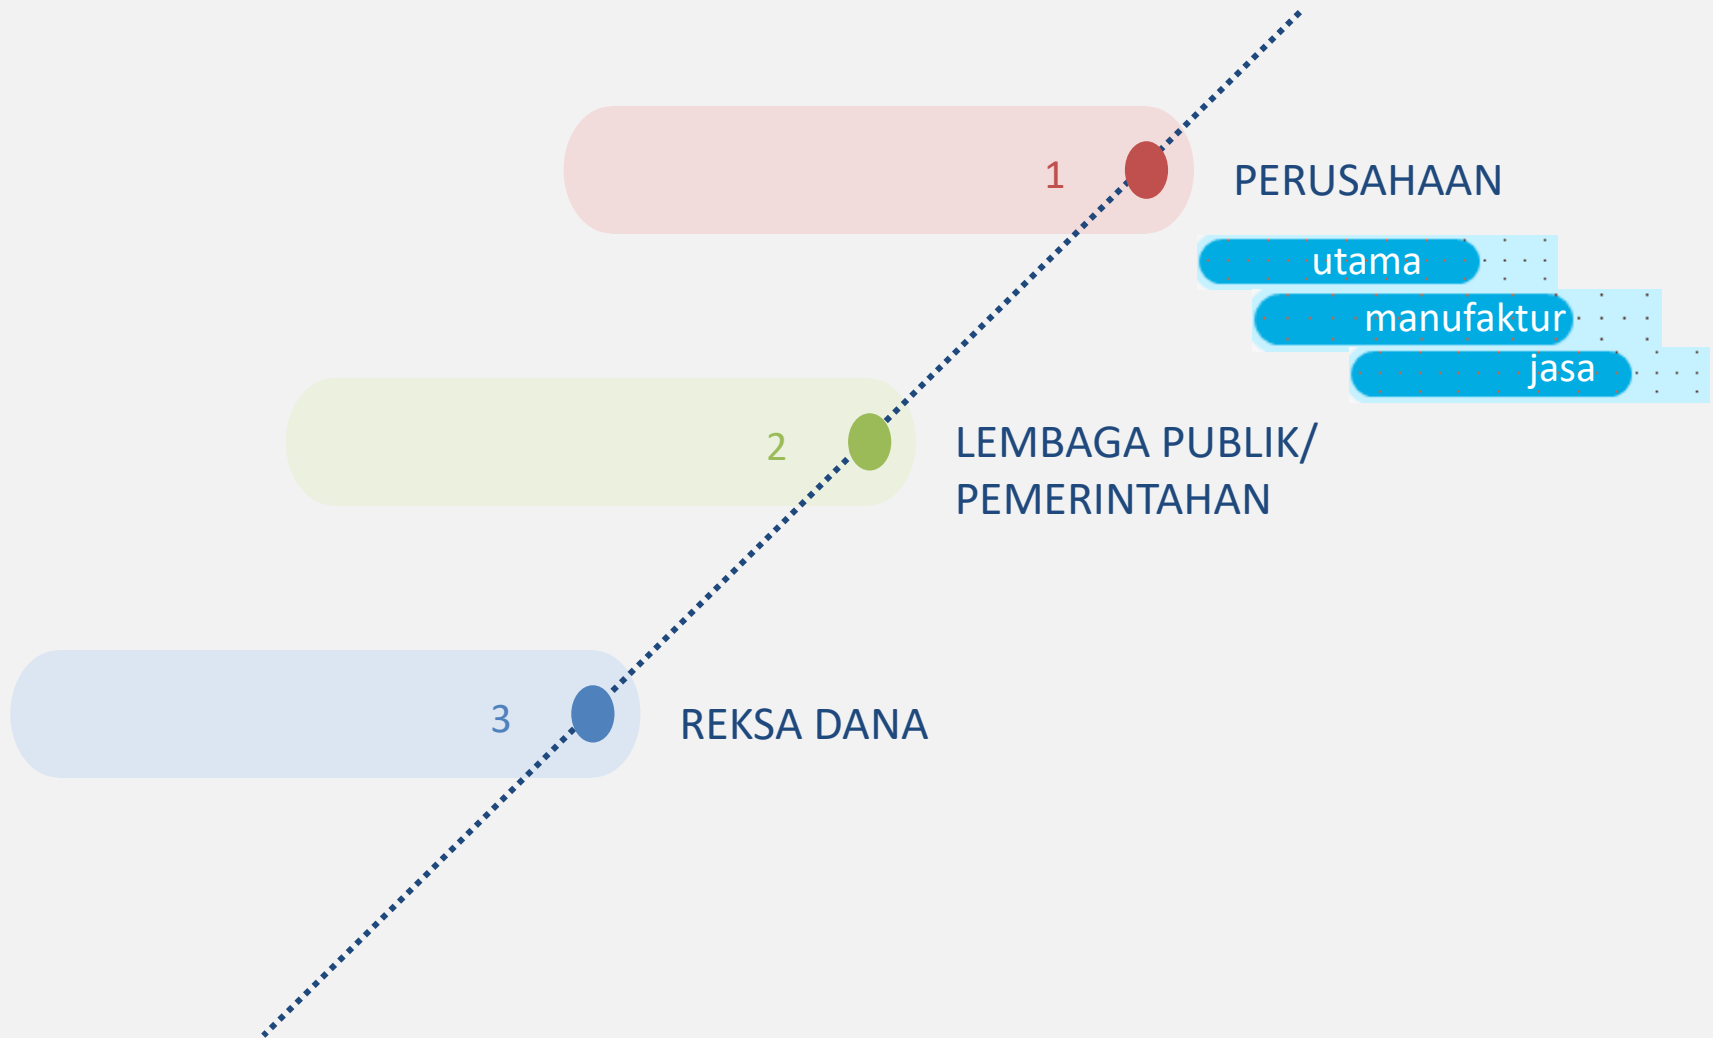 1
PERUSAHAAN
utama
manufaktur
jasa
2
LEMBAGA PUBLIK/
PEMERINTAHAN
3
REKSA DANA